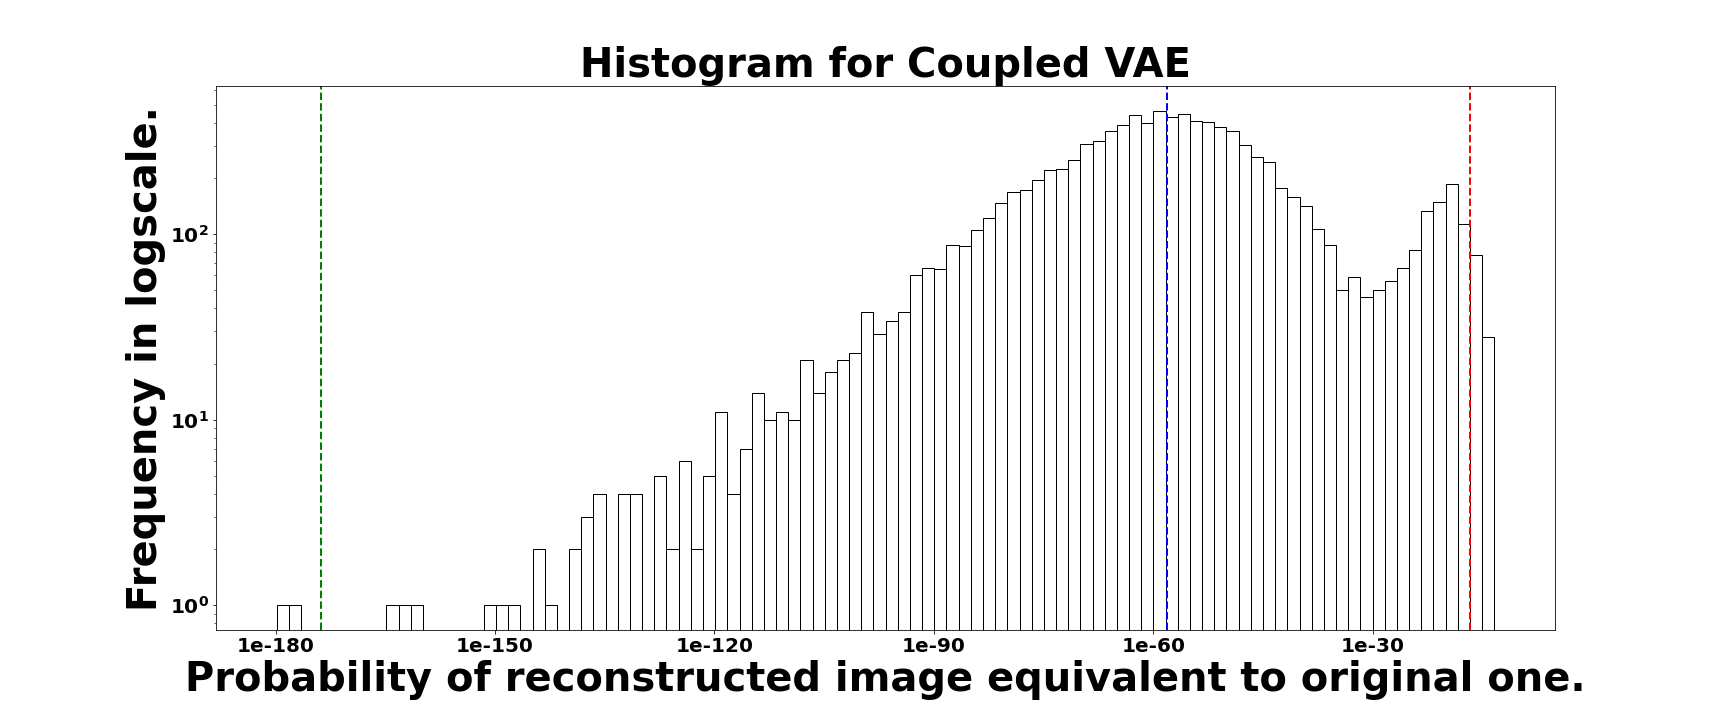 Histogram for Coupled VAE
Frequency in logscale.
10²
10¹
10⁰
1e-180 1e-150 1e-120 1e-90 1e-60 1e-30
Probability of reconstructed image equivalent to original one.